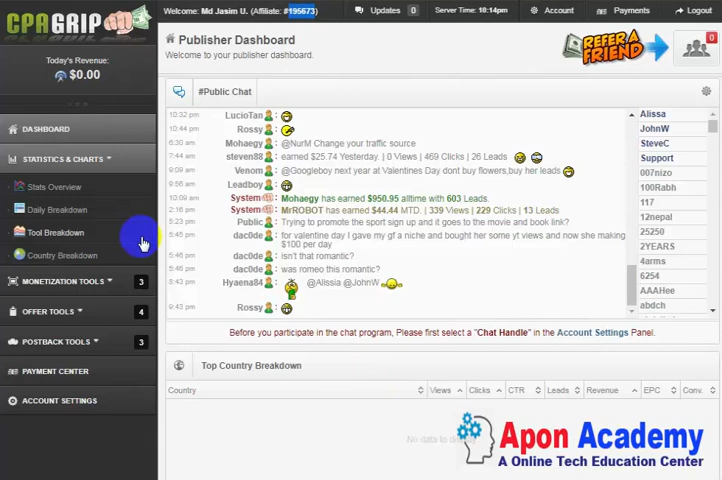 CPAGRIP
Welcome: Md Jasim U. (Affiliate: #195673)
Updates 0
Server Time: 10:14pm
Account
Payments
Logout
Today's Revenue:
$0.00
Publisher Dashboard
Welcome to your publisher dashboard.
REFER A FRIEND
0
DASHBOARD
STATISTICS & CHARTS
Stats Overview
Daily Breakdown
Tool Breakdown
Country Breakdown
MONETIZATION TOOLS 3
OFFER TOOLS 4
POSTBACK TOOLS 3
PAYMENT CENTER
ACCOUNT SETTINGS
#Public Chat
10:32 pm LucioTan :
10:44 pm Rossy :
6:30 am Mohaegy : @NurM Change your traffic source
7:44 am steven88 : earned $25.74 Yesterday. | 0 Views | 469 Clicks | 26 Leads
9:09 am Venom : @Googleboy next year at Valentines Day dont buy flowers,buy her leads
9:56 am Leadboy :
10:09 am System : Mohaegy has earned $950.95 alltime with 603 Leads.
2:16 pm System : MrROBOT has earned $44.44 MTD. | 339 Views | 229 Clicks | 13 Leads
5:23 pm Public : Trying to promote the sport sign up and it goes to the movie and book link?
5:45 pm dac0de : for valentine day I gave my gf a niche and bought her some yt views and now she making $100 per day
5:46 pm dac0de : isn't that romantic?
5:46 pm dac0de : was romeo this romantic?
8:43 pm Hyaena84 : @Alissia @JohnW
9:43 pm Rossy :
Alissa
JohnW
SteveC
Support
007nizo
100Rabh
117
12nepal
25250
2YEARS
4arms
6254
AAAHEE
abdch
Before you participate in the chat program, Please first select a "Chat Handle" in the Account Settings Panel.
Top Country Breakdown
Country Views Clicks CTR Leads Revenue EPC Conv.
No data to
Apon Academy
A Online Tech Education Center